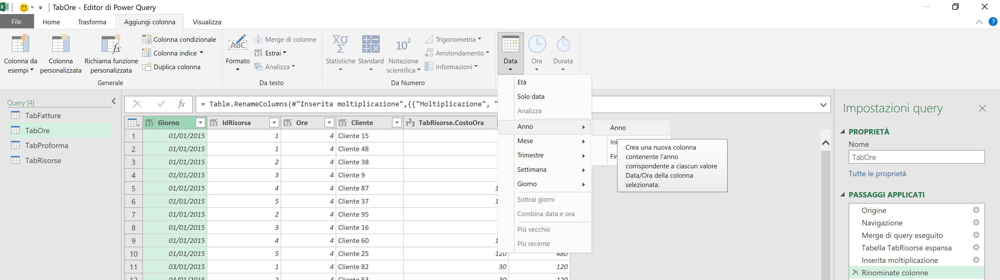 TabOre - Editor di Power Query
File Home Trasforma Aggiungi colonna Visualizza
Colonna da esempi
Colonna personalizzata
Richiama funzione personalizzata
Colonna condizionale
Colonna indice
Duplica colonna
Generale
Formato
Merge di colonne
Estrai
Analizza
Da testo
Statistiche
Standard
Notazione scientifica
Trigonometria
Arrotondamento
Informazioni
Da Numero
Data
Ora
Durata
Età
Solo data
Analizza
Anno
Mese
Trimestre
Settimana
Giorno
Sottrai giorni
Combina data e ora
Più vecchio
Più recente
Anno
Crea una nuova colonna
contenente l'anno
corrispondente a ciascun valore
Data/Ora della colonna
selezionata.
Query [4]
TabFatture
TabOre
TabProforma
TabRisorse
fx = Table.RenameColumns(#"Inserita moltiplicazione",{{"Moltiplicazione", "
ABC 123 Giorno ABC 123 IdRisorsa ABC 123 Ore ABC 123 Cliente 123 TabRisorse.CostoOra
1 01/01/2015 1 4 Cliente 15
2 01/01/2015 1 4 Cliente 48
3 01/01/2015 2 4 Cliente 38
4 01/01/2015 3 4 Cliente 9
5 01/01/2015 4 4 Cliente 87 1
6 01/01/2015 5 4 Cliente 37 1
7 01/01/2015 2 4 Cliente 95
8 01/01/2015 3 4 Cliente 16
9 01/01/2015 4 4 Cliente 60 1
10 01/01/2015 5 4 Cliente 25 120 480
11 03/01/2015 1 4 Cliente 82 30 120
12 03/01/2015 2 4 Cliente 53 30 120
Impostazioni query
PROPRIETÀ
Nome
TabOre
Tutte le proprietà
PASSAGGI APPLICATI
Origine
Navigazione
Merge di query eseguito
Tabella TabRisorse espansa
Inserita moltiplicazione
Rinominate colonne